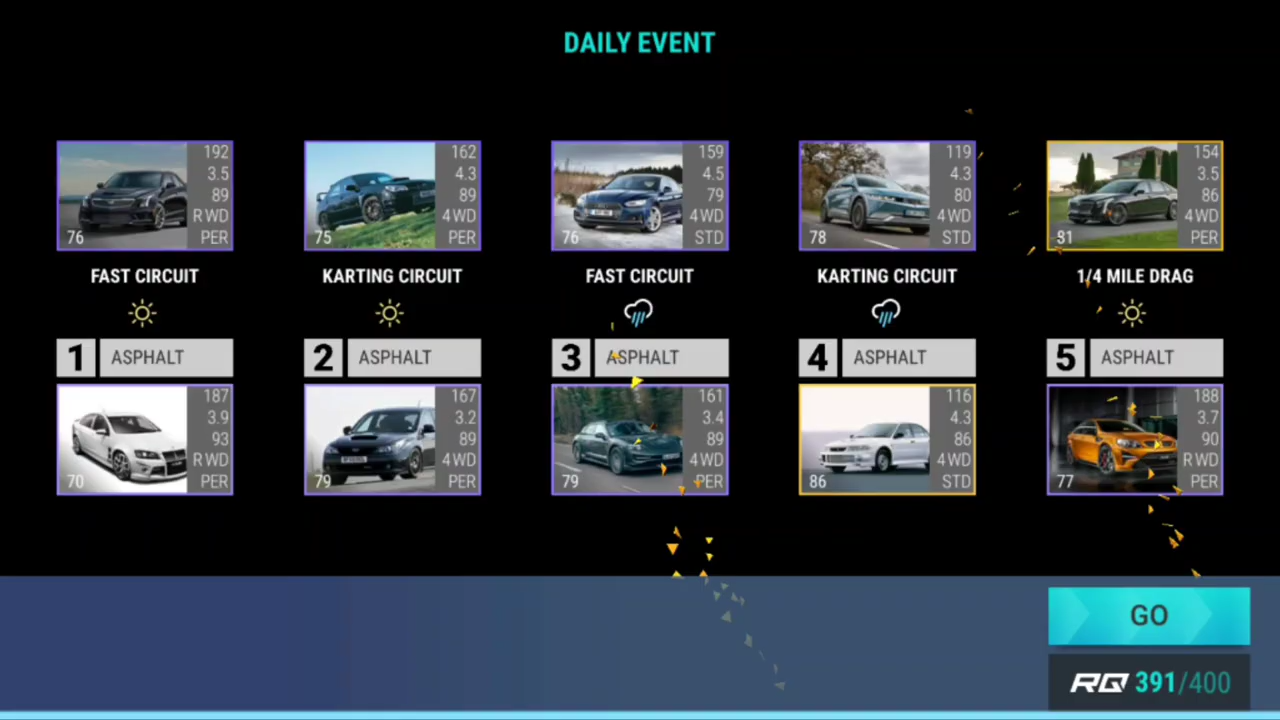 DAILY EVENT
192
3.5
89
RWD
PER
76
162
4.3
89
4WD
PER
75
159
4.5
79
4WD
STD
76
119
4.3
80
4WD
STD
78
154
3.5
86
4WD
PER
81
FAST CIRCUIT
KARTING CIRCUIT
FAST CIRCUIT
KARTING CIRCUIT
1/4 MILE DRAG
1 ASPHALT
2 ASPHALT
3 ASPHALT
4 ASPHALT
5 ASPHALT
187
3.9
93
RWD
PER
70
167
3.2
89
4WD
PER
79
161
3.4
89
4WD
PER
79
116
4.3
86
4WD
STD
86
188
3.7
90
RWD
PER
77
GO
RQ 391/400